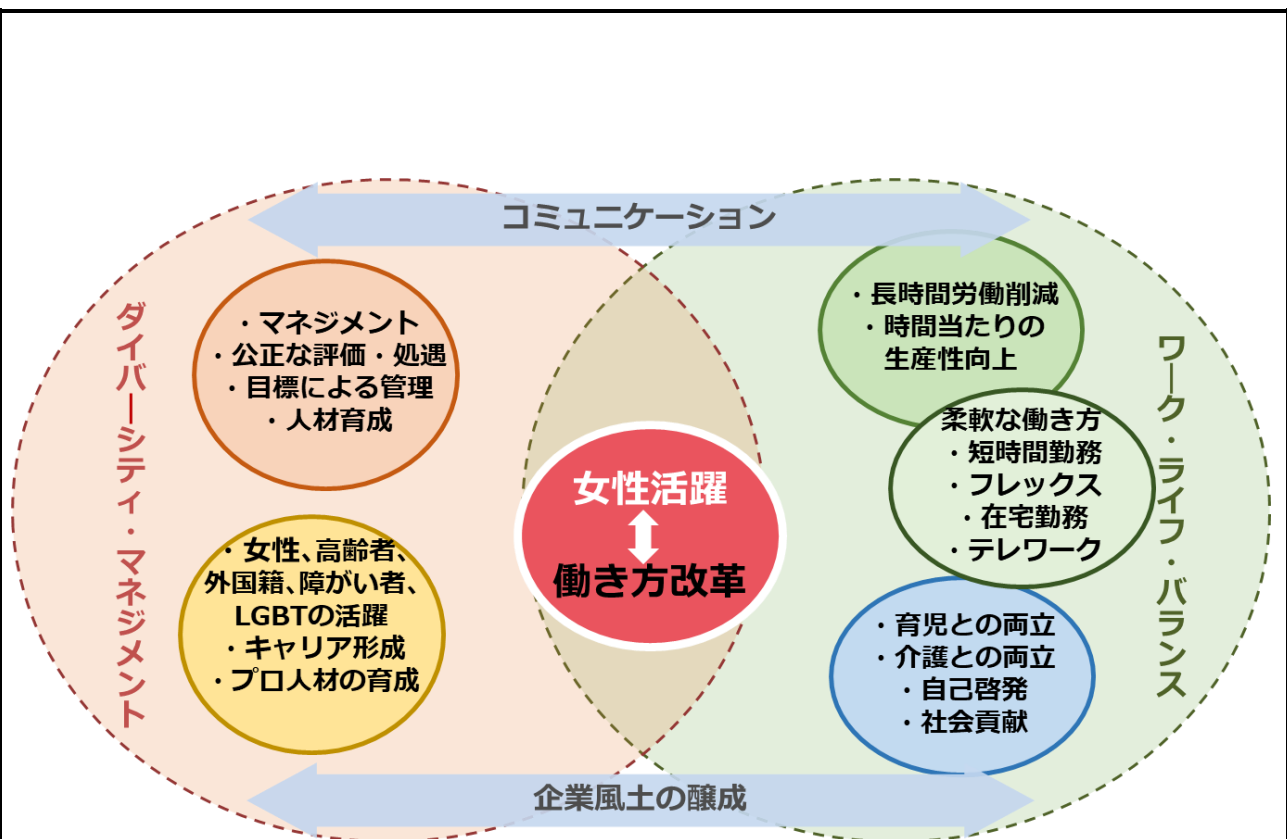 コミュニケーション
ダイバーシティ・マネジメント
・マネジメント
・公正な評価・処遇
・目標による管理
・人材育成
・女性、高齢者、
外国籍、障がい者、
LGBTの活躍
・キャリア形成
・プロ人材の育成
女性活躍
働き方改革
・長時間労働削減
・時間当たりの
生産性向上
柔軟な働き方
・短時間勤務
・フレックス
・在宅勤務
・テレワーク
・育児との両立
・介護との両立
・自己啓発
・社会貢献
ワーク・ライフ・バランス
企業風土の醸成